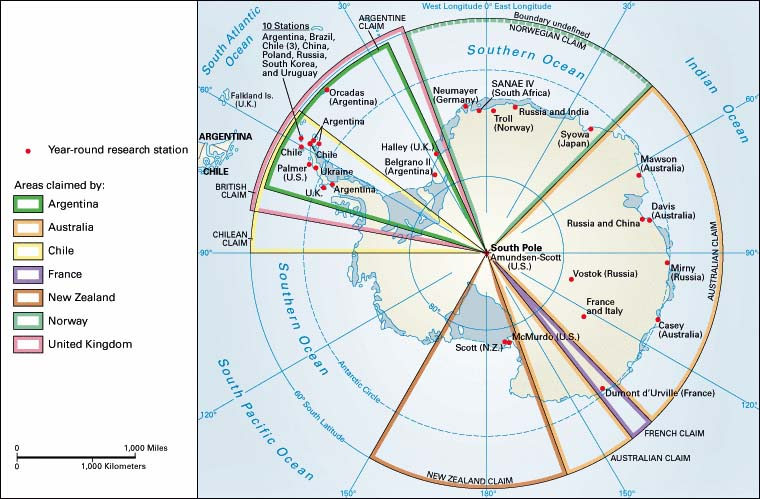 30°
West Longitude 0° East Longitude
30°
ARGENTINE
CLAIM
Boundary undefined
NORWEGIAN CLAIM
South Atlantic
Ocean
Southern Ocean
Indian Ocean
10 Stations
Argentina, Brazil,
Chile (3), China,
Poland, Russia,
South Korea,
and Uruguay
Orcadas
(Argentina)
Neumayer
(Germany)
SANAE IV
(South Africa)
Troll
(Norway)
Russia and India
60°
60°
Falkland Is.
(U.K.)
Argentina
Syowa
(Japan)
ARGENTINA
CHILE
Chile
Chile
Halley (U.K.)
Belgrano II
(Argentina)
Mawson
(Australia)
Palmer
(U.S.)
Ukraine
U.K.
Argentina
BRITISH
CLAIM
Davis
(Australia)
Russia and China
CHILEAN
CLAIM
90°
South Pole
Amundsen-Scott
(U.S.)
90°
AUSTRALIAN CLAIM
Vostok (Russia)
Mirny
(Russia)
Southern Ocean
80°
France
and Italy
Casey
(Australia)
McMurdo (U.S.)
Scott (N.Z.)
Antarctic Circle
60° South Latitude
South Pacific
Ocean
Dumont d'Urville (France)
120°
120°
FRENCH CLAIM
AUSTRALIAN CLAIM
NEW ZEALAND CLAIM
150°
180°
150°
Year-round research station
Areas claimed by:
Argentina
Australia
Chile
France
New Zealand
Norway
United Kingdom
0
1,000 Miles
0
1,000 Kilometers